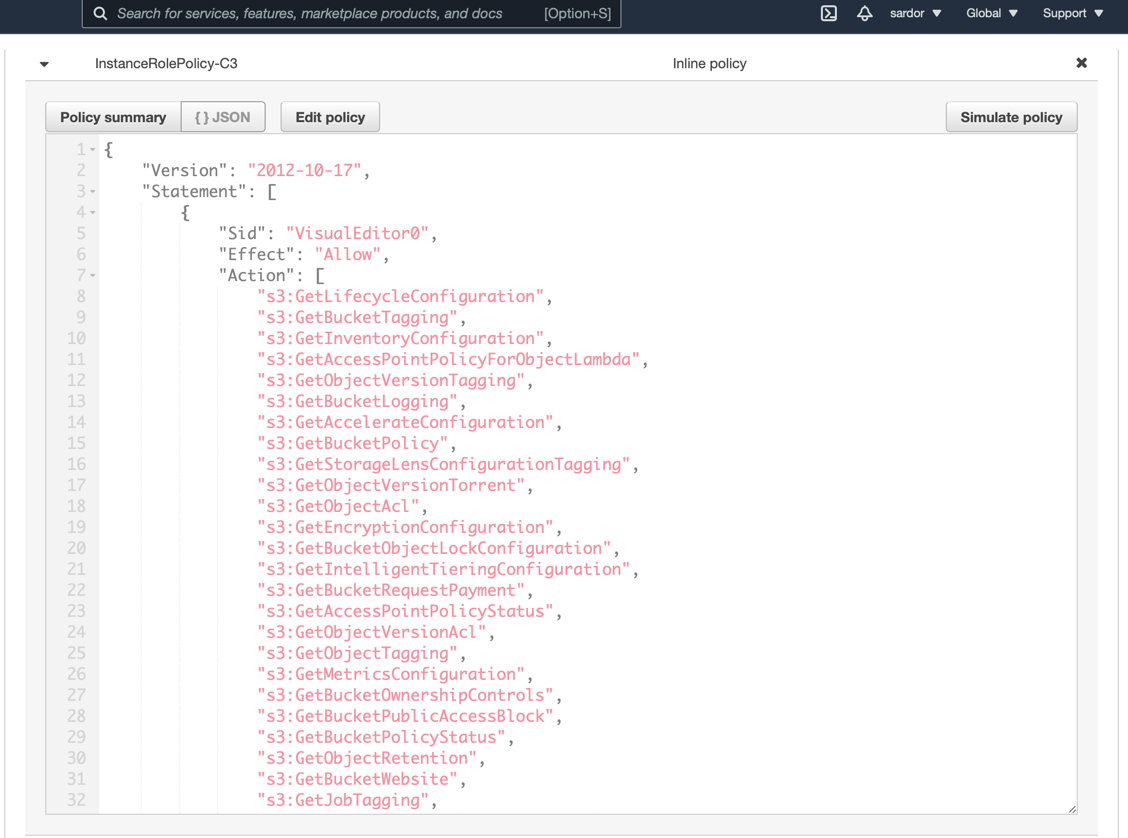 Search for services, features, marketplace products, and docs [Option+S] sardor Global Support
InstanceRolePolicy-C3 Inline policy ✖
Policy summary { } JSON Edit policy Simulate policy
1 {
2 "Version": "2012-10-17",
3 "Statement": [
4 {
5 "Sid": "VisualEditor0",
6 "Effect": "Allow",
7 "Action": [
8 "s3:GetLifecycleConfiguration",
9 "s3:GetBucketTagging",
10 "s3:GetInventoryConfiguration",
11 "s3:GetAccessPointPolicyForObjectLambda",
12 "s3:GetObjectVersionTagging",
13 "s3:GetBucketLogging",
14 "s3:GetAccelerateConfiguration",
15 "s3:GetBucketPolicy",
16 "s3:GetStorageLensConfigurationTagging",
17 "s3:GetObjectVersionTorrent",
18 "s3:GetObjectAcl",
19 "s3:GetEncryptionConfiguration",
20 "s3:GetBucketObjectLockConfiguration",
21 "s3:GetIntelligentTieringConfiguration",
22 "s3:GetBucketRequestPayment",
23 "s3:GetAccessPointPolicyStatus",
24 "s3:GetObjectVersionAcl",
25 "s3:GetObjectTagging",
26 "s3:GetMetricsConfiguration",
27 "s3:GetBucketOwnershipControls",
28 "s3:GetBucketPublicAccessBlock",
29 "s3:GetBucketPolicyStatus",
30 "s3:GetObjectRetention",
31 "s3:GetBucketWebsite",
32 "s3:GetJobTagging",